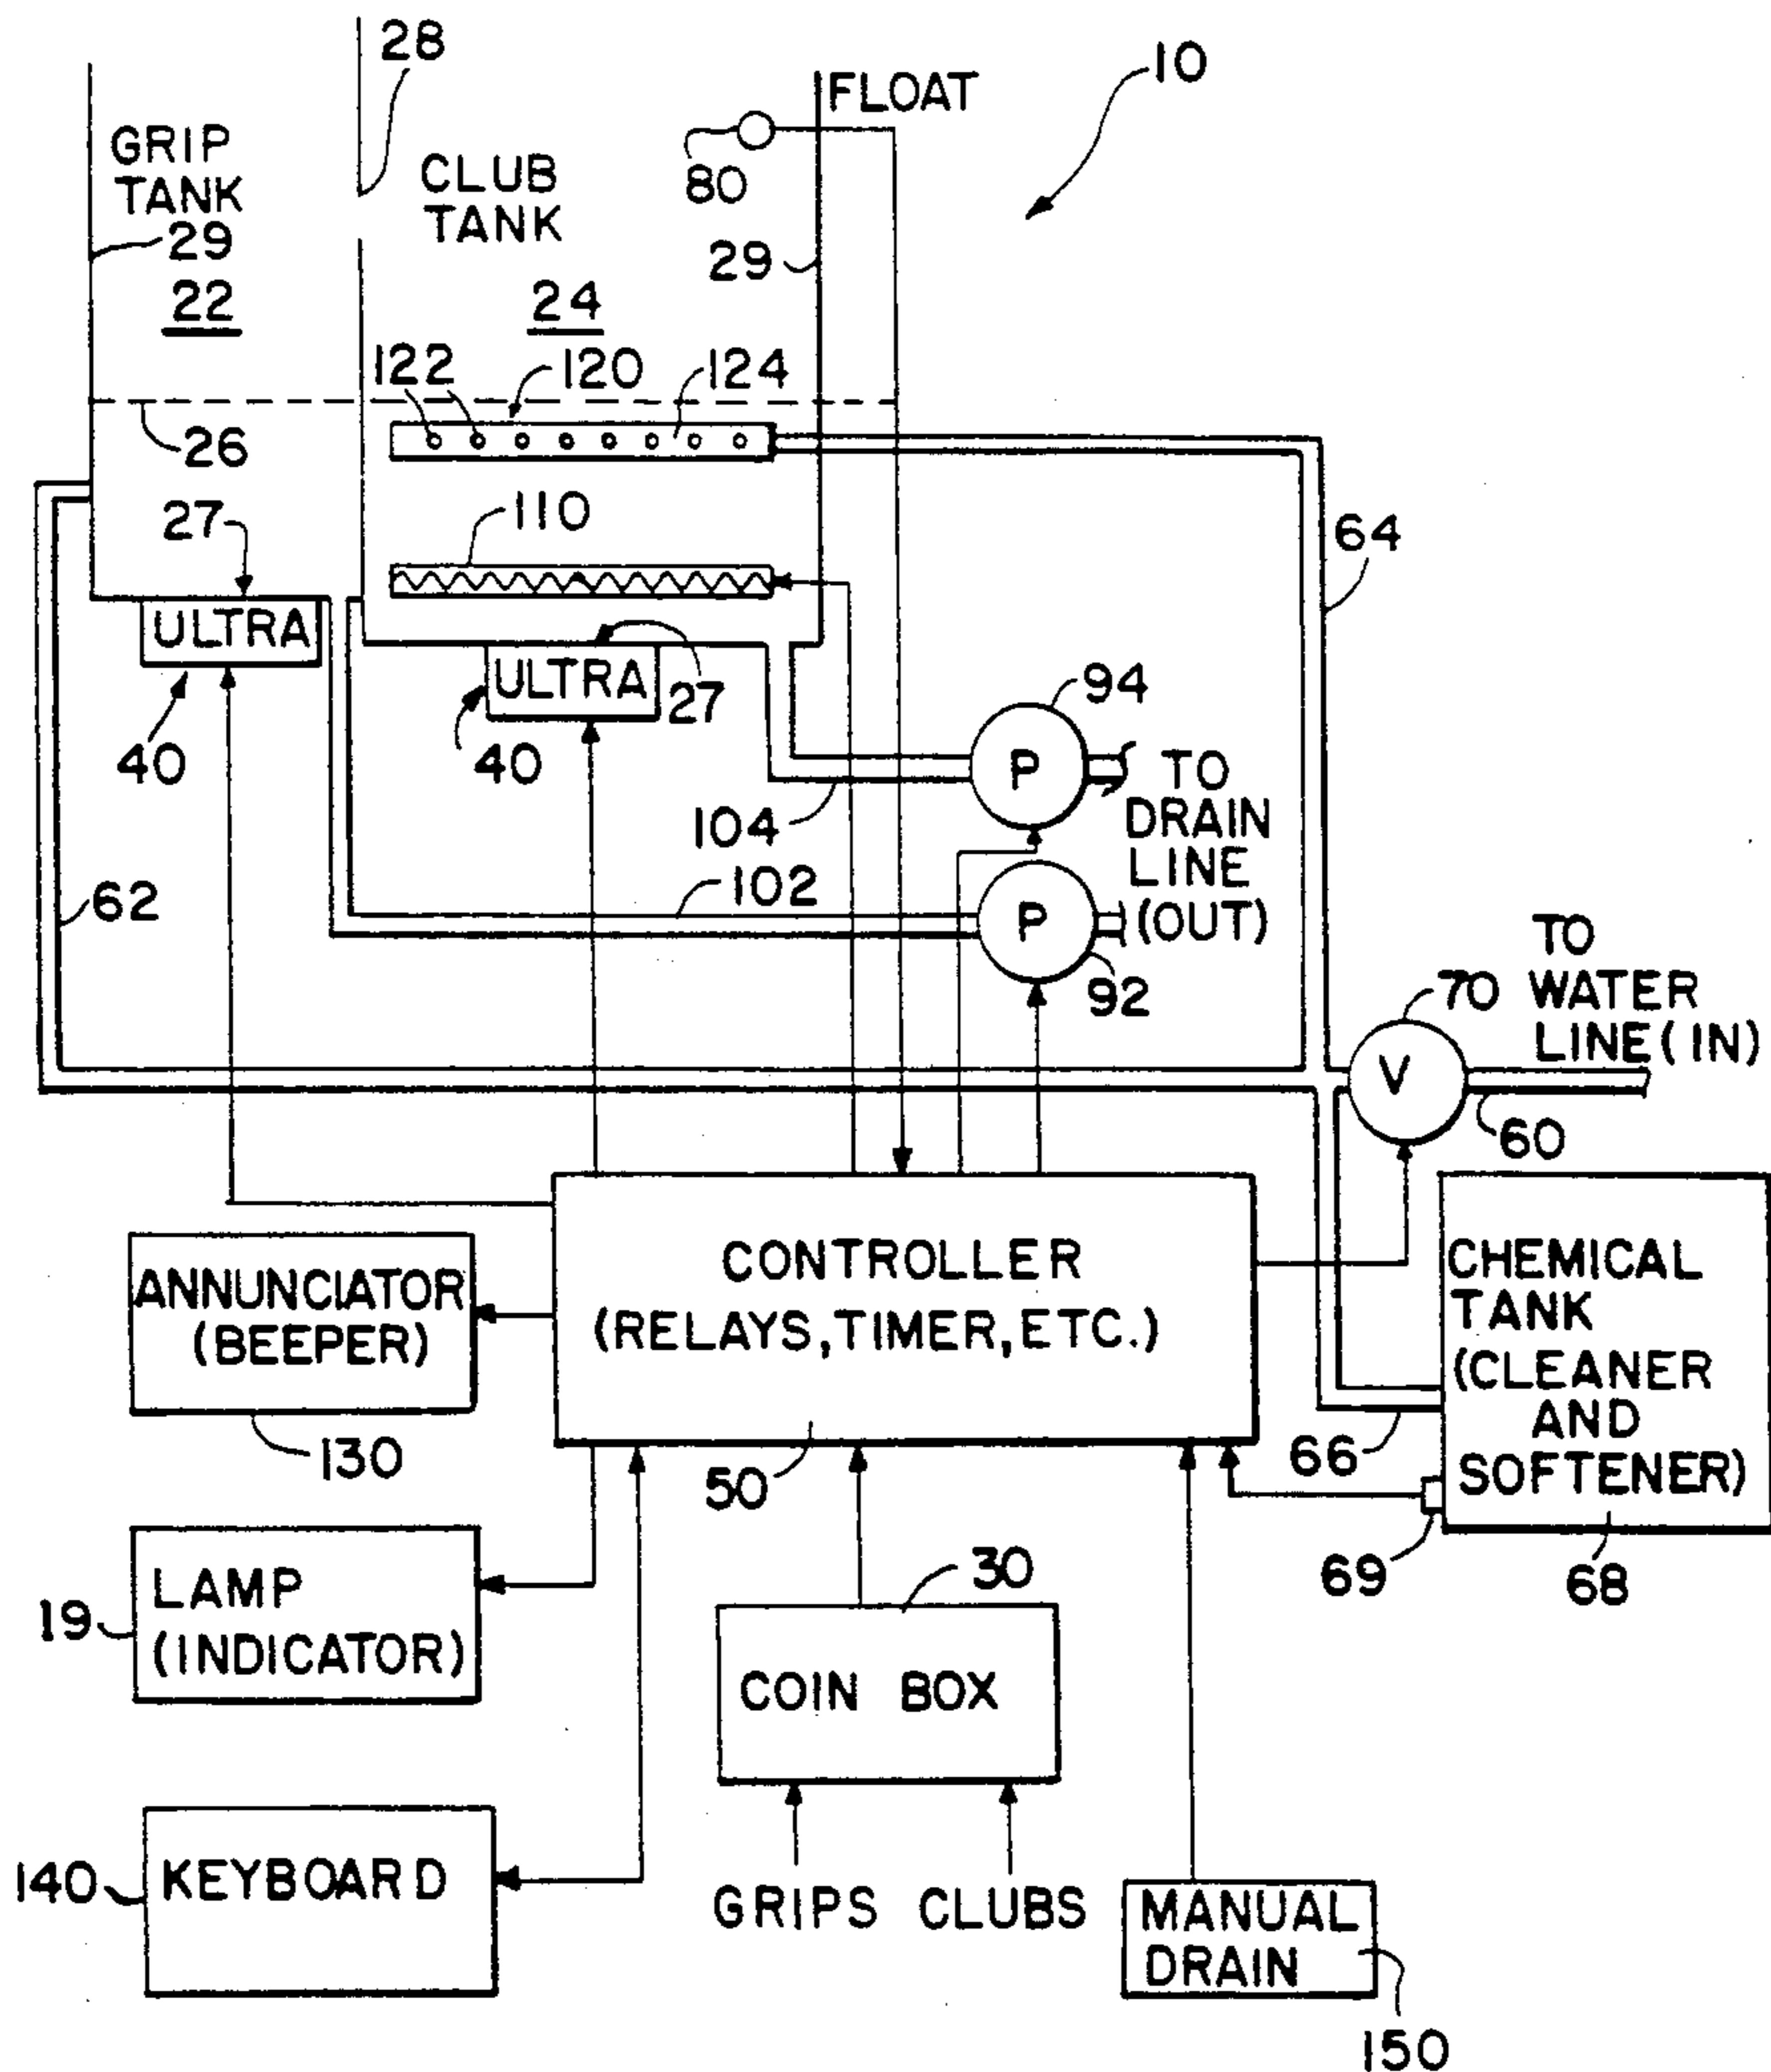 28
10
FLOAT
GRIP
TANK
29
22
CLUB
TANK
80
29
24
122
120
124
26
27
110
64
ULTRA
ULTRA
27
40
40
94
P
TO
DRAIN
LINE
(OUT)
104
102
P
92
62
TO
WATER
LINE (IN)
70
V
60
CONTROLLER
(RELAYS, TIMER, ETC.)
50
ANNUNCIATOR
(BEEPER)
130
CHEMICAL
TANK
(CLEANER
AND
SOFTENER)
66
69
68
LAMP
(INDICATOR)
19
30
COIN BOX
KEYBOARD
140
GRIPS
CLUBS
MANUAL
DRAIN
150